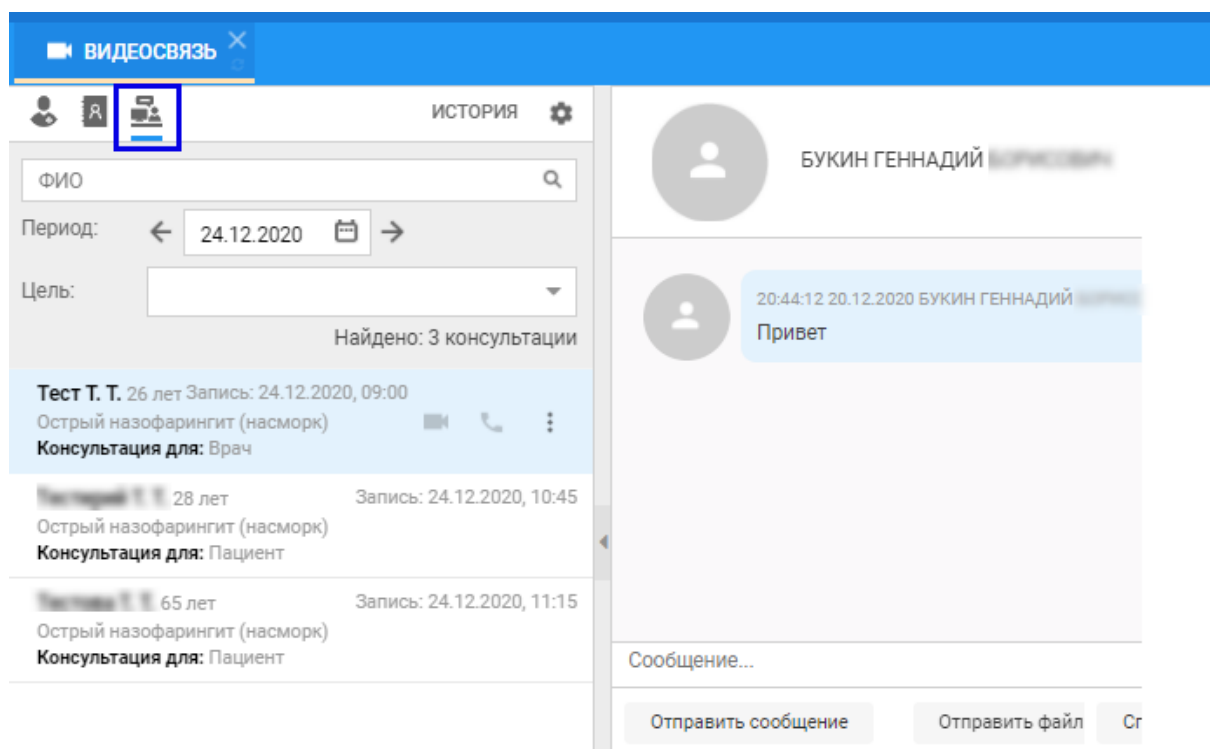 ВИДЕОСВЯЗЬ
ИСТОРИЯ
ФИО
Период: 24.12.2020
Цель:
Найдено: 3 консультации
Тест Т. Т. 26 лет Запись: 24.12.2020, 09:00
Острый назофарингит (насморк)
Консультация для: Врач
28 лет Запись: 24.12.2020, 10:45
Острый назофарингит (насморк)
Консультация для: Пациент
65 лет Запись: 24.12.2020, 11:15
Острый назофарингит (насморк)
Консультация для: Пациент
БУКИН ГЕННАДИЙ
20:44:12 20.12.2020 БУКИН ГЕННАДИЙ
Привет
Сообщение...
Отправить сообщение Отправить файл Сп